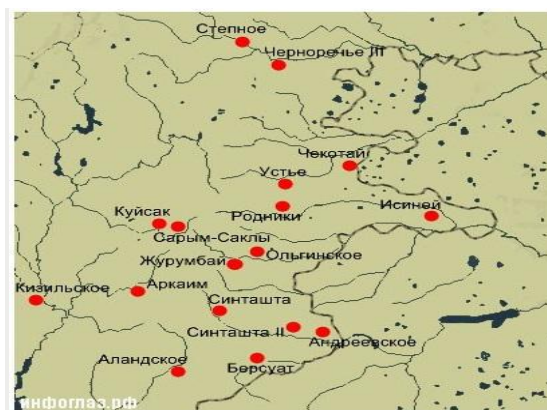 Степное
Черноречье III
Чекотай
Устье
Родники
Исиней
Куйсак
Сарым-Саклы
Ольгинское
Журумбай
Кизильское
Аркаим
Синташта
Синташта II
Андреевское
Аландское
Берсуат
инфоглаз.рф